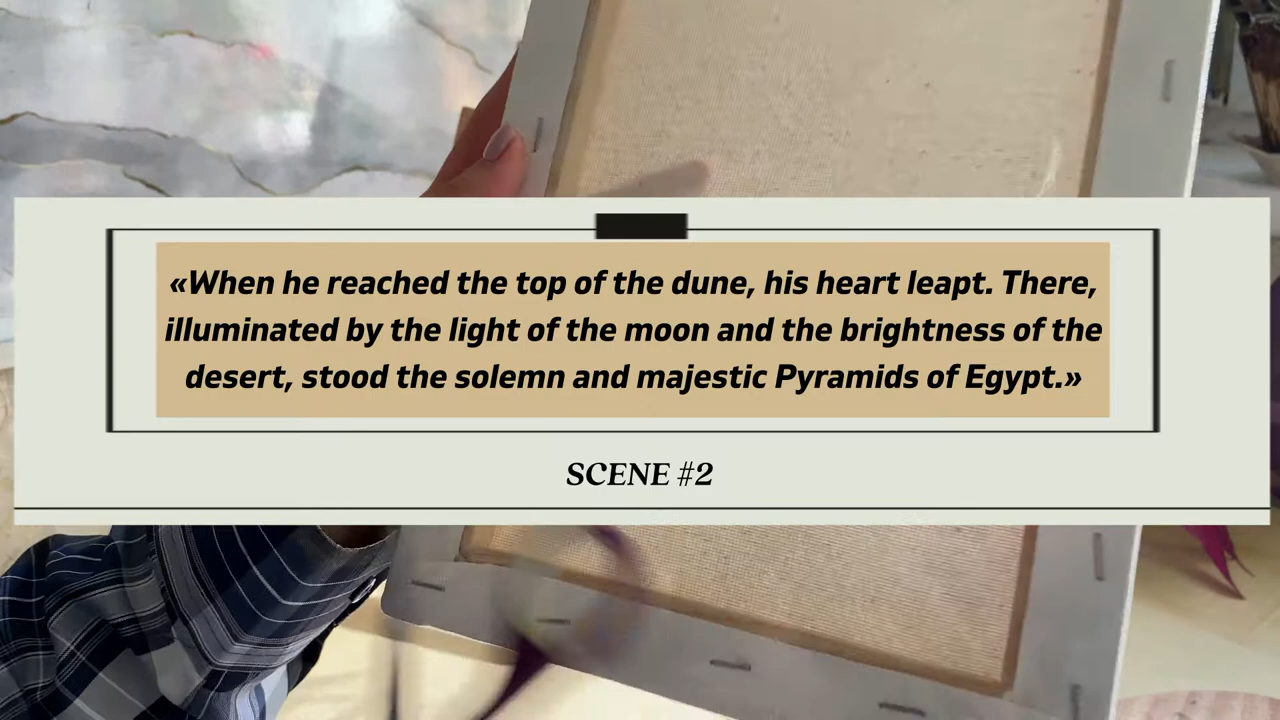 «When he reached the top of the dune, his heart leapt. There,
illuminated by the light of the moon and the brightness of the
desert, stood the solemn and majestic Pyramids of Egypt.»
SCENE #2